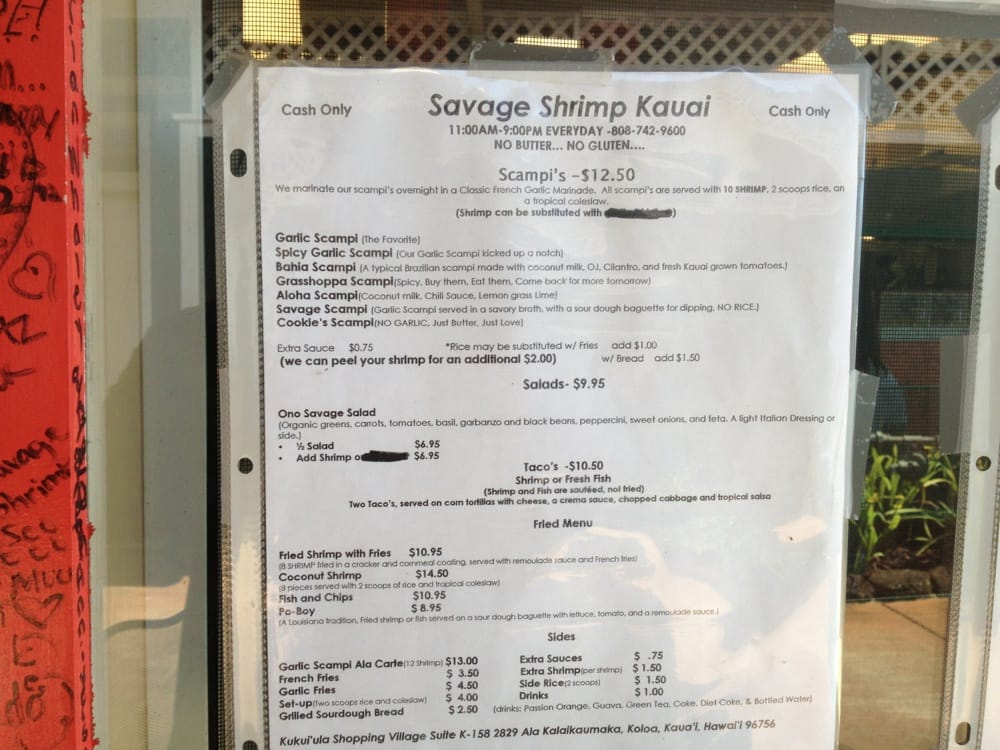 Cash Only Savage Shrimp Kauai Cash Only
11:00AM-9:00PM EVERYDAY -808-742-9600
NO BUTTER... NO GLUTEN....
Scampi's -$12.50
We marinate our scampi's overnight in a Classic French Garlic Marinade. All scampi's are served with 10 SHRIMP, 2 scoops rice, an
a tropical coleslaw.
(Shrimp can be substituted with )
Garlic Scampi (The Favorite)
Spicy Garlic Scampi (Our Garlic Scampi kicked up a notch)
Bahia Scampi (A typical Brazilian scampi made with coconut milk, OJ, Cilantro, and fresh Kauai grown tomatoes.)
Grasshoppa Scampi(Spicy, Buy them, Eat them, Come back for more tomorrow)
Aloha Scampi(Coconut milk, Chili Sauce, Lemon grass Lime)
Savage Scampi (Garlic Scampi served in a savory broth, with a sour dough baguette for dipping, NO RICE.)
Cookie's Scampi(NO GARLIC, Just Butter, Just Love)
Extra Sauce $0.75 *Rice may be substituted w/ Fries add $1.00
(we can peel your shrimp for an additional $2.00) w/ Bread add $1.50
Salads- $9.95
Ono Savage Salad
(Organic greens, carrots, tomatoes, basil, garbanzo and black beans, peppercini, sweet onions, and feta. A light Italian Dressing or
side.)
• ½ Salad $6.95
• Add Shrimp o $6.95
Taco's -$10.50
Shrimp or Fresh Fish
(Shrimp and Fish are sautéed, not fried)
Two Taco's, served on corn tortillas with cheese, a crema sauce, chopped cabbage and tropical salsa
Fried Menu
Fried Shrimp with Fries $10.95
(8 SHRIMP fried in a cracker and cornmeal coating, served with remoulade sauce and French fries)
Coconut Shrimp $14.50
(8 pieces served with 2 scoops of rice and tropical coleslaw)
Fish and Chips $10.95
Po-Boy $ 8.95
(A Louisiana tradition, Fried shrimp or fish served on a sour dough baguette with lettuce, tomato, and a remoulade sauce.)
Sides
Garlic Scampi Ala Carte(12 Shrimp) $13.00 Extra Sauces $ .75
French Fries $ 3.50 Extra Shrimp(per shrimp) $ 1.50
Garlic Fries $ 4.50 Side Rice(2 scoops) $ 1.50
Set-up(Two scoops rice and coleslaw) $ 4.00 Drinks $ 1.00
Grilled Sourdough Bread $ 2.50 (drinks: Passion Orange, Guava, Green Tea, Coke, Diet Coke, & Bottled Water)
Kukui'ula Shopping Village Suite K-158 2829 Ala Kalaikaumaka, Koloa, Kaua'i, Hawai'i 96756
Savage
Shrimp